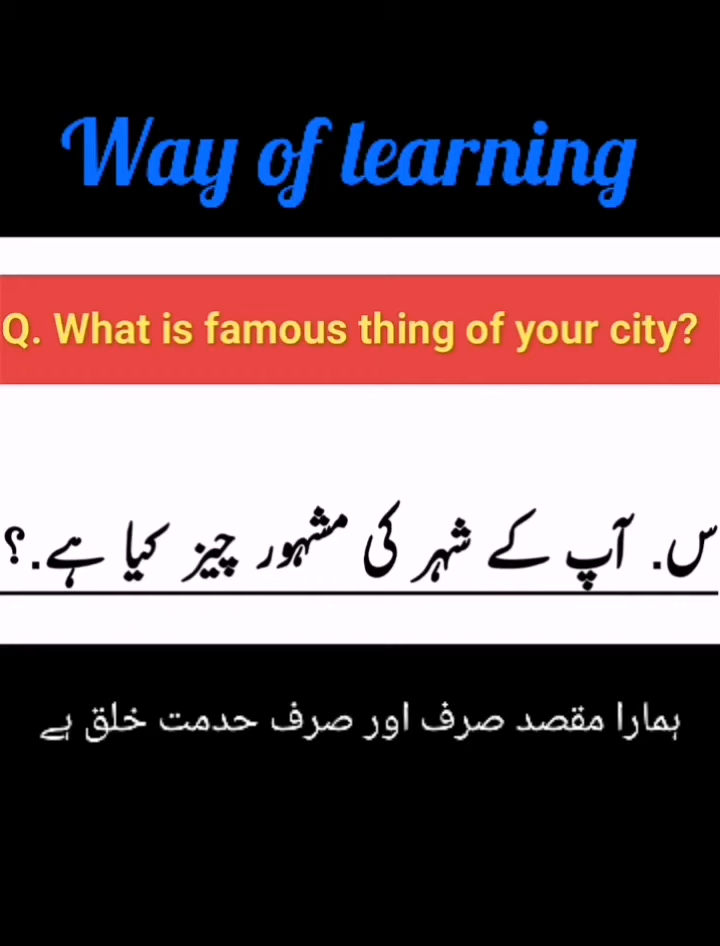 Way of learning
Q. What is famous thing of your city?
س. آپ کے شہر کی مشہور چیز کیا ہے.؟
ہمارا مقصد صرف اور صرف حدمت خلق ہے